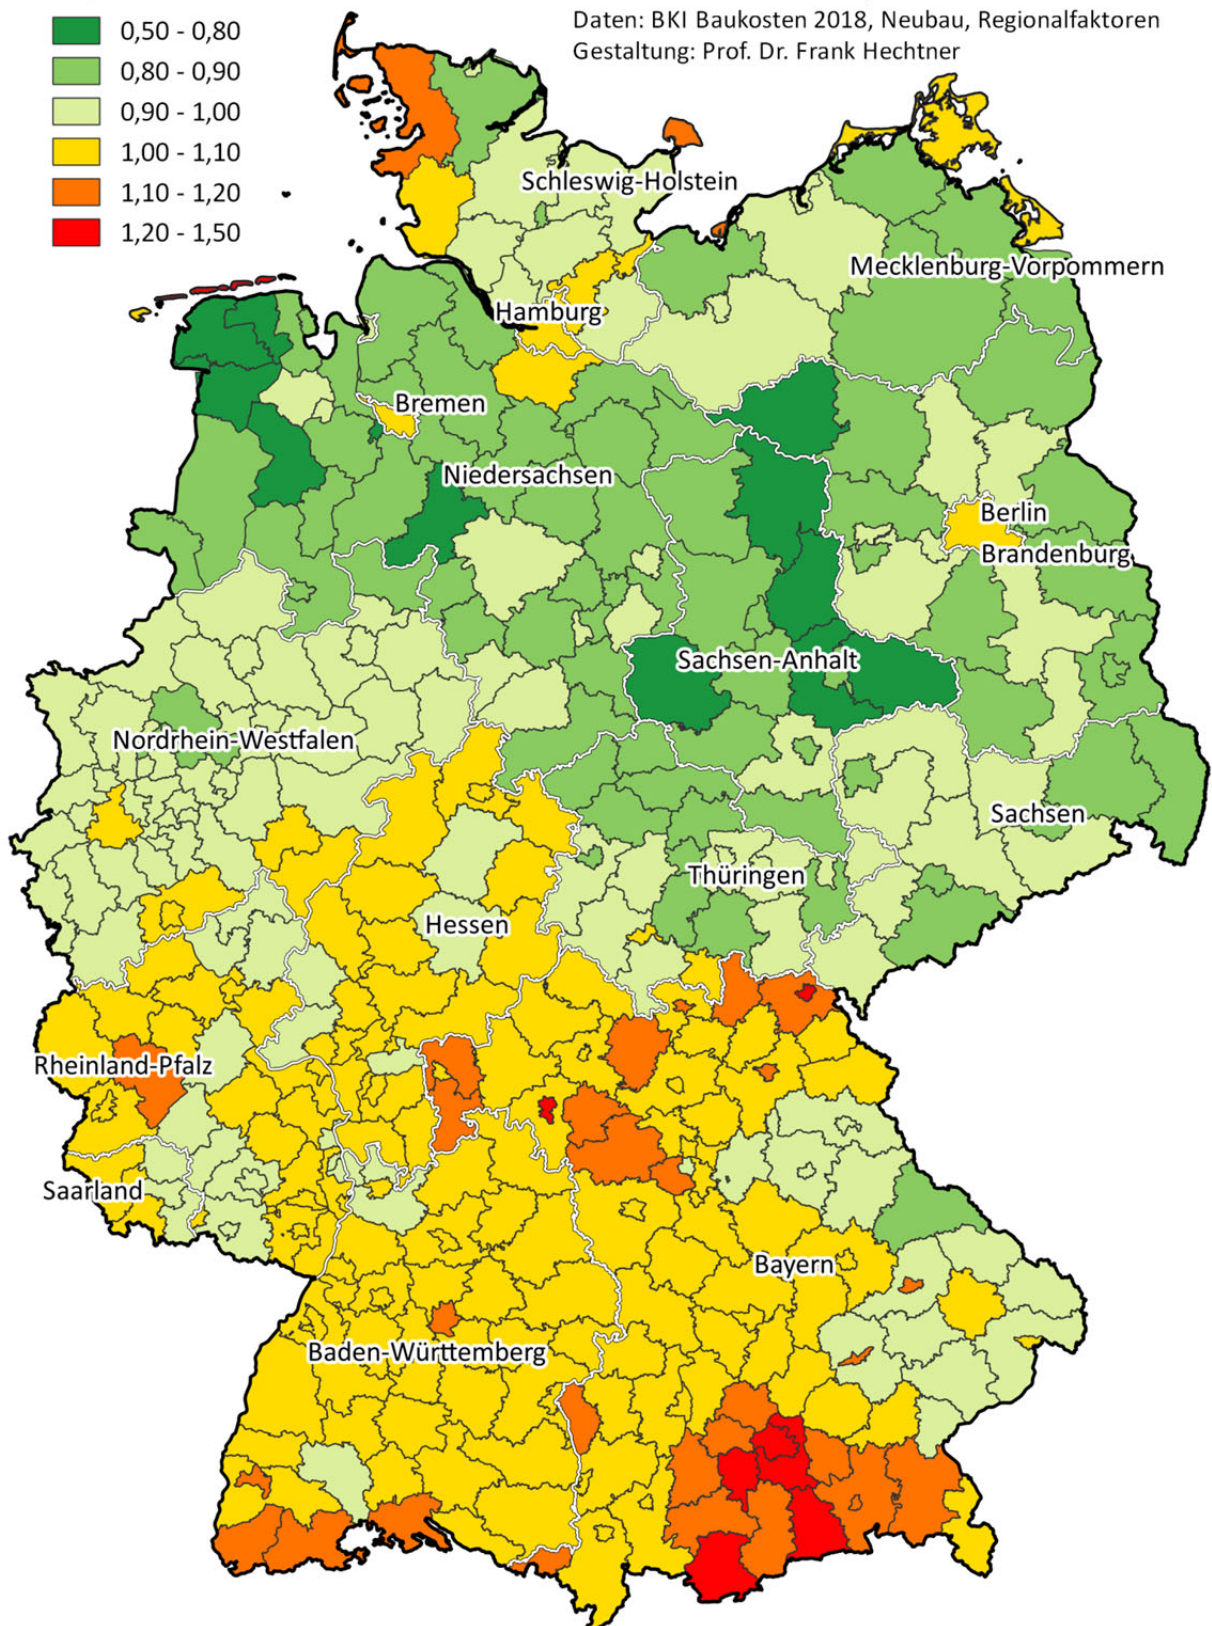 0,50 - 0,80
0,80 - 0,90
0,90 - 1,00
1,00 - 1,10
1,10 - 1,20
1,20 - 1,50
Daten: BKI Baukosten 2018, Neubau, Regionalfaktoren
Gestaltung: Prof. Dr. Frank Hechtner
Schleswig-Holstein
Mecklenburg-Vorpommern
Hamburg
Bremen
Niedersachsen
Berlin
Brandenburg
Sachsen-Anhalt
Nordrhein-Westfalen
Sachsen
Thüringen
Hessen
Rheinland-Pfalz
Saarland
Bayern
Baden-Württemberg